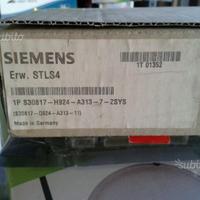 subito
SIEMENS
Erw. STLS4
1T 01352
1P S30817-H924-A313-7-2SYS
(S30817-Q924-A313-11)
Made in Germany
subito